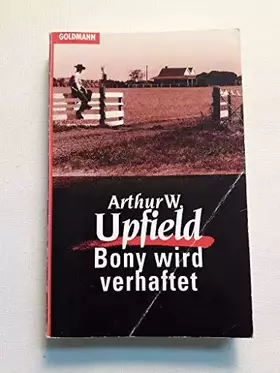 GOLDMANN
Arthur W.
Upfield
Bony wird
verhaftet